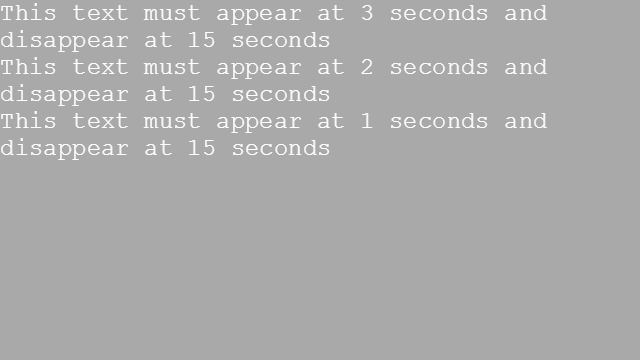 This text must appear at 3 seconds and
disappear at 15 seconds
This text must appear at 2 seconds and
disappear at 15 seconds
This text must appear at 1 seconds and
disappear at 15 seconds